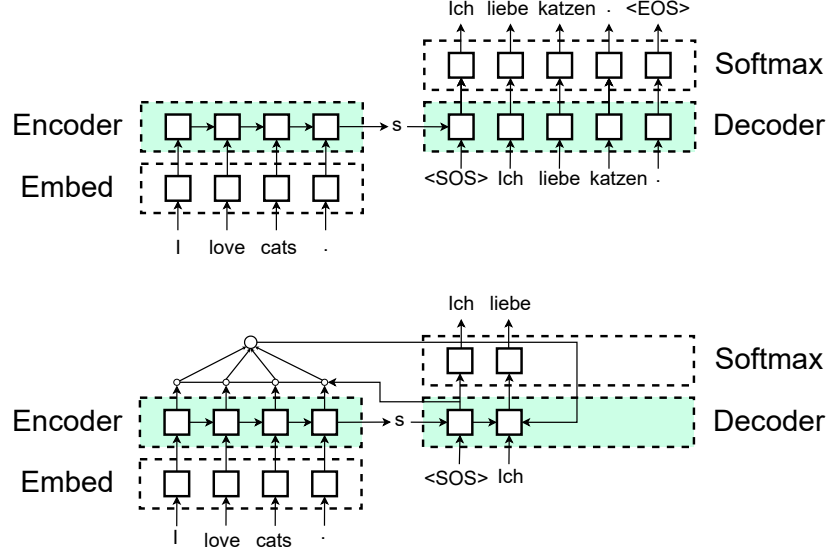 Ich liebe katzen . <EOS>
Softmax
Encoder s Decoder
<SOS> Ich liebe katzen .
Embed
I love cats .
Ich liebe
Softmax
Encoder s Decoder
<SOS> Ich
Embed
I love cats .